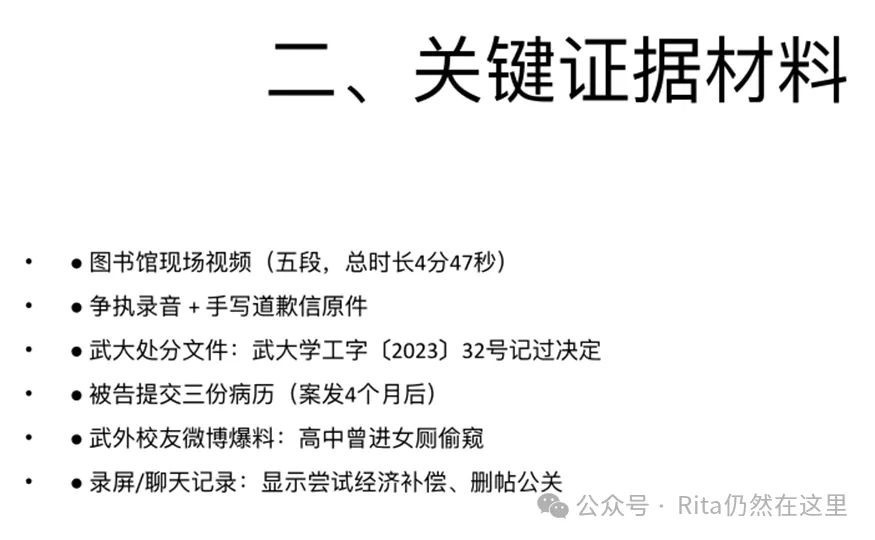 二、关键证据材料
• ● 图书馆现场视频（五段，总时长4分47秒）
• ● 争执录音 + 手写道歉信原件
• ● 武大处分文件：武大学工字〔2023〕32号记过决定
• ● 被告提交三份病历（案发4个月后）
• ● 武外校友微博爆料：高中曾进女厕偷窥
• ● 录屏/聊天记录：显示尝试经济补偿、删帖公关
公众号 · Rita仍然在这里